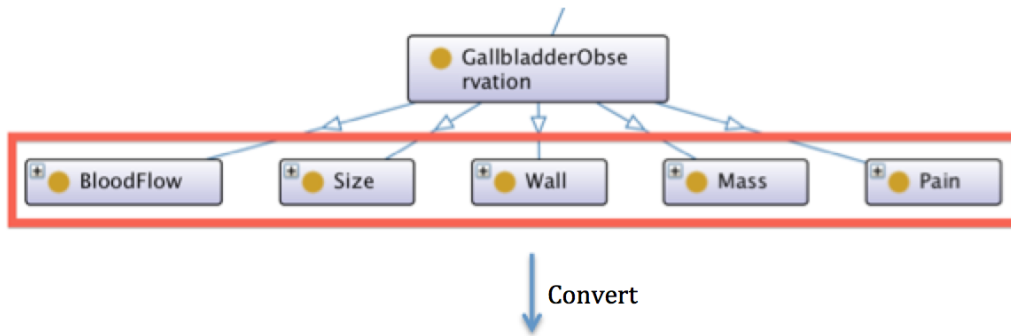 GallbladderObse
rvation
BloodFlow
Size
Wall
Mass
Pain
Convert